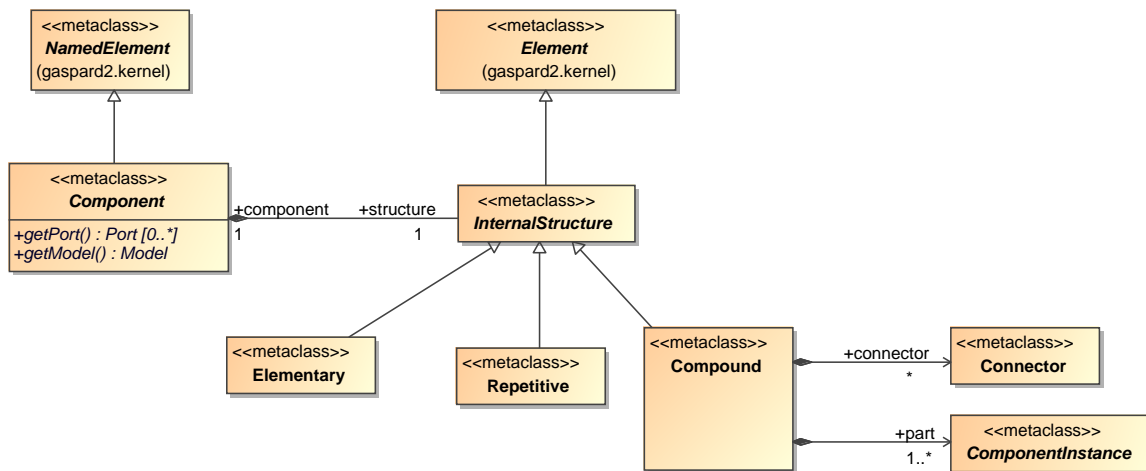 <<metaclass>>
NamedElement
(gaspard2.kernel)
<<metaclass>>
Element
(gaspard2.kernel)
<<metaclass>>
Component
+getPort() : Port [0..*]
+getModel() : Model
+component
1
+structure
1
<<metaclass>>
InternalStructure
<<metaclass>>
Elementary
<<metaclass>>
Repetitive
<<metaclass>>
Compound
+connector
*
<<metaclass>>
Connector
+part
1..*
<<metaclass>>
ComponentInstance